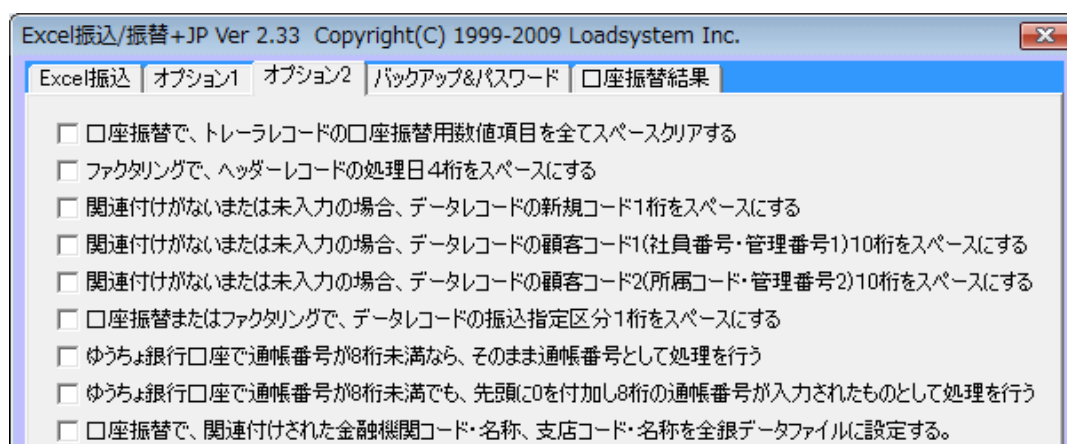 Excel振込/振替+JP Ver 2.33 Copyright(C) 1999-2009 Loadsystem Inc.
Excel振込 オプション1 オプション2 バックアップ&パスワード 口座振替結果
口座振替で、トレーラレコードの口座振替用数値項目を全てスペースクリアする
ファクタリングで、ヘッダーレコードの処理日4桁をスペースにする
関連付けがないまたは未入力の場合、データレコードの新規コード1桁をスペースにする
関連付けがないまたは未入力の場合、データレコードの顧客コード1(社員番号・管理番号1)10桁をスペースにする
関連付けがないまたは未入力の場合、データレコードの顧客コード2(所属コード・管理番号2)10桁をスペースにする
口座振替またはファクタリングで、データレコードの振込指定区分1桁をスペースにする
ゆうちょ銀行口座で通帳番号が8桁未満なら、そのまま通帳番号として処理を行う
ゆうちょ銀行口座で通帳番号が8桁未満でも、先頭に0を付加し8桁の通帳番号が入力されたものとして処理を行う
口座振替で、関連付けされた金融機関コード・名称、支店コード・名称を全銀データファイルに設定する。